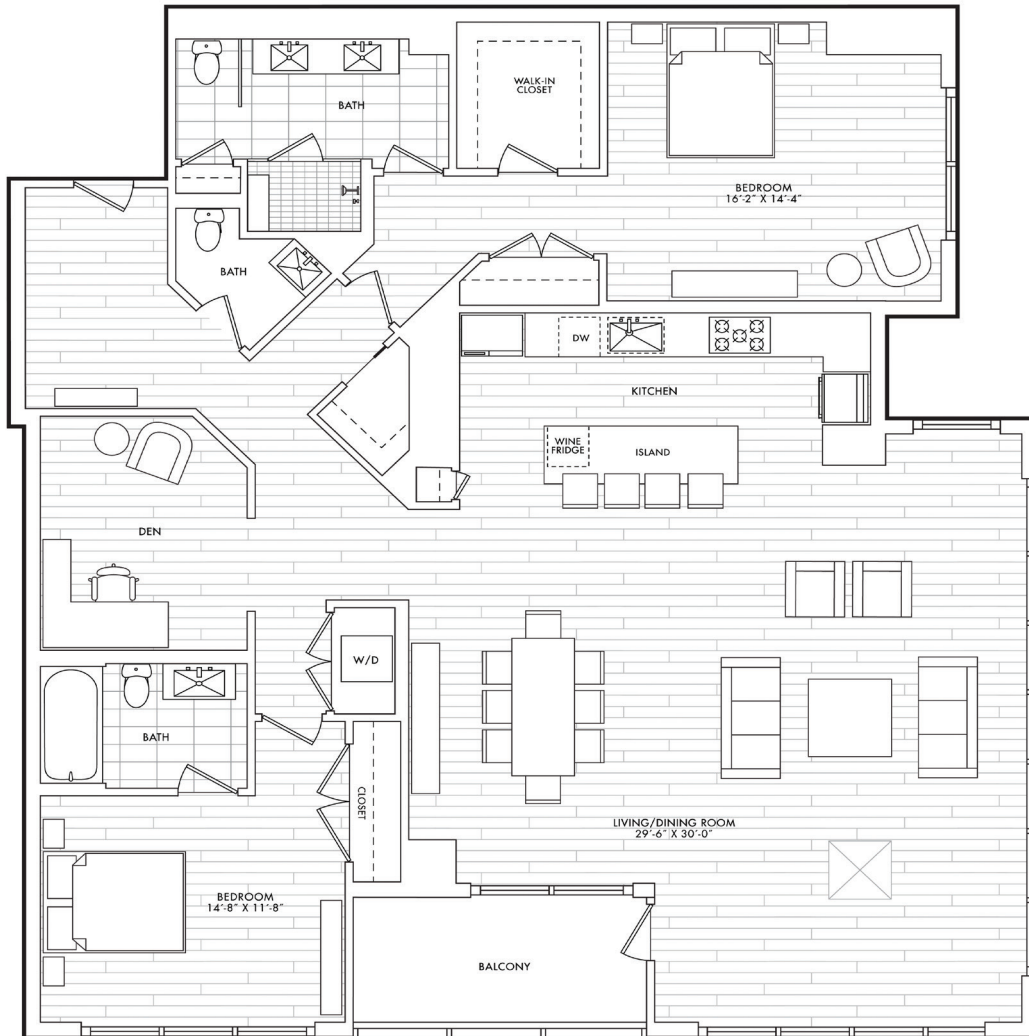 BATH
WALK-IN
CLOSET
BEDROOM
16'-2" X 14'-4"
BATH
DW
KITCHEN
WINE
FRIDGE
ISLAND
DEN
W/D
BATH
CLOSET
LIVING/DINING ROOM
29'-6" X 30'-0"
BEDROOM
14'-8" X 11'-8"
BALCONY